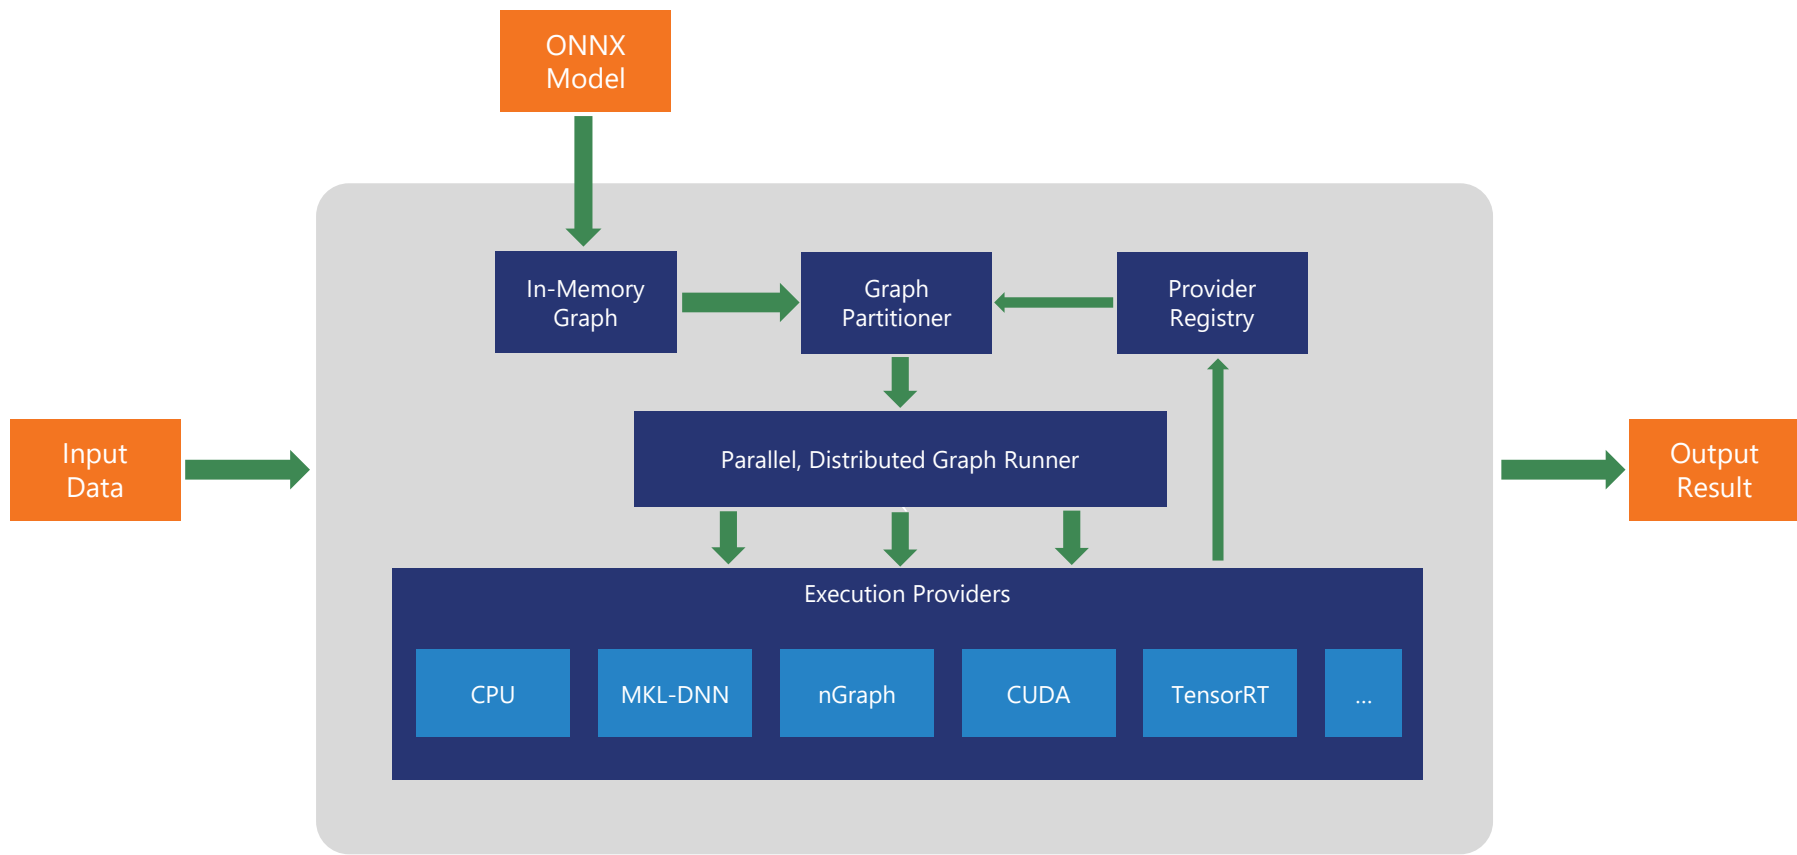 ONNX
Model
In-Memory
Graph
Graph
Partitioner
Provider
Registry
Input
Data
Parallel, Distributed Graph Runner
Output
Result
Execution Providers
CPU
MKL-DNN
nGraph
CUDA
TensorRT
...